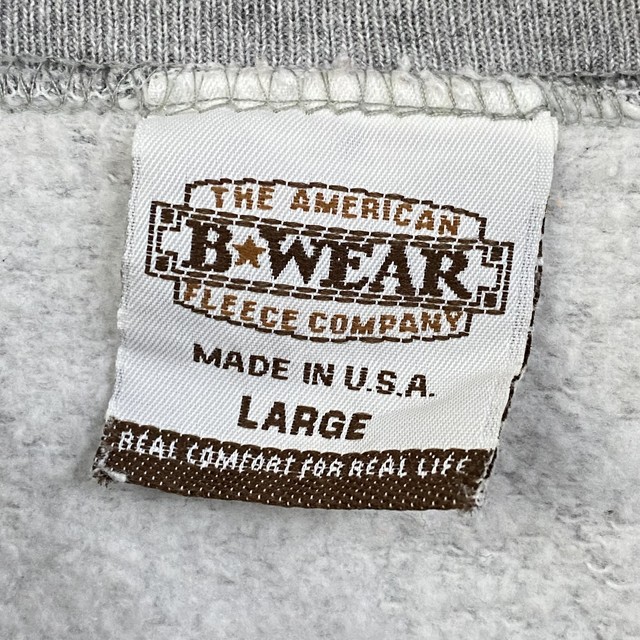 THE AMERICAN
B★WEAR
FLEECE COMPANY
MADE IN U.S.A.
LARGE
REAL COMFORT FOR REAL LIFE